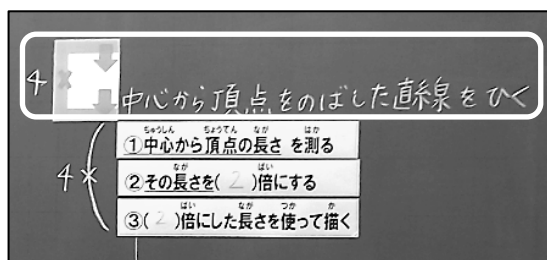 4 ×
中心から頂点をのばした直線をひく
4 ×
ちゅうしん ちょうてん なが はか
①中心から頂点の長さ を測る
なが ばい
②その長さを( 2 )倍にする
ばい なが つか か
③( 2 )倍にした長さを使って描く